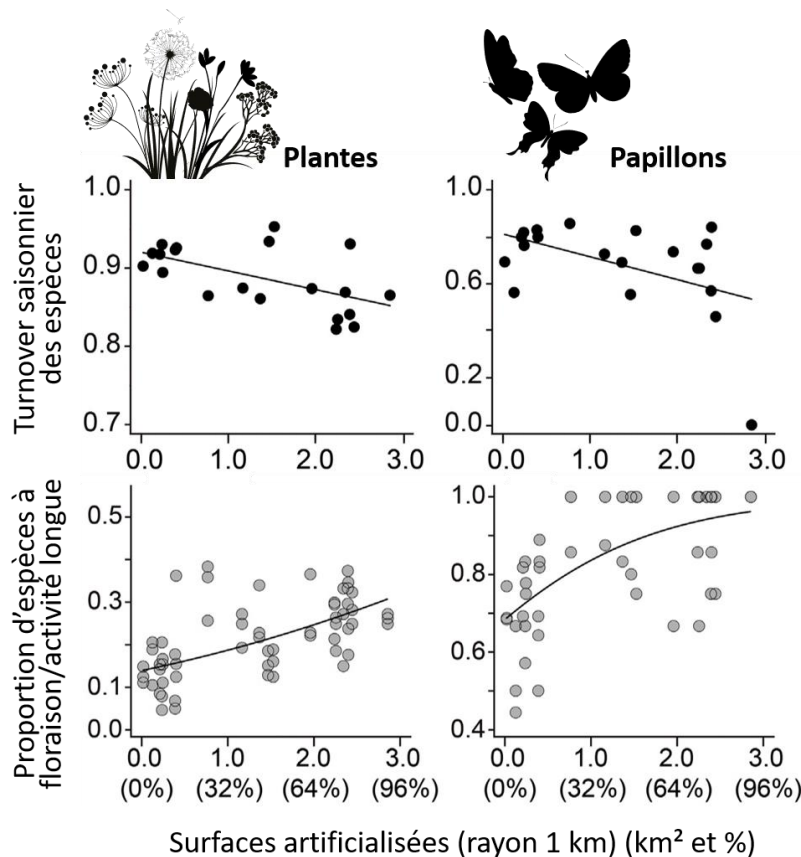 Plantes
Papillons
Turnover saisonnier
des espèces
1.0
0.9
0.8
0.7
0.0 1.0 2.0 3.0
1.0
0.6
0.2
0.0
0.0 1.0 2.0 3.0
Proportion d'espèces à
floraison/activité longue
0.5
0.3
0.1
0.0
0.0 1.0 2.0 3.0
(0%) (32%) (64%) (96%)
1.0
0.8
0.6
0.4
0.0 1.0 2.0 3.0
(0%) (32%) (64%) (96%)
Surfaces artificialisées (rayon 1 km) (km² et %)